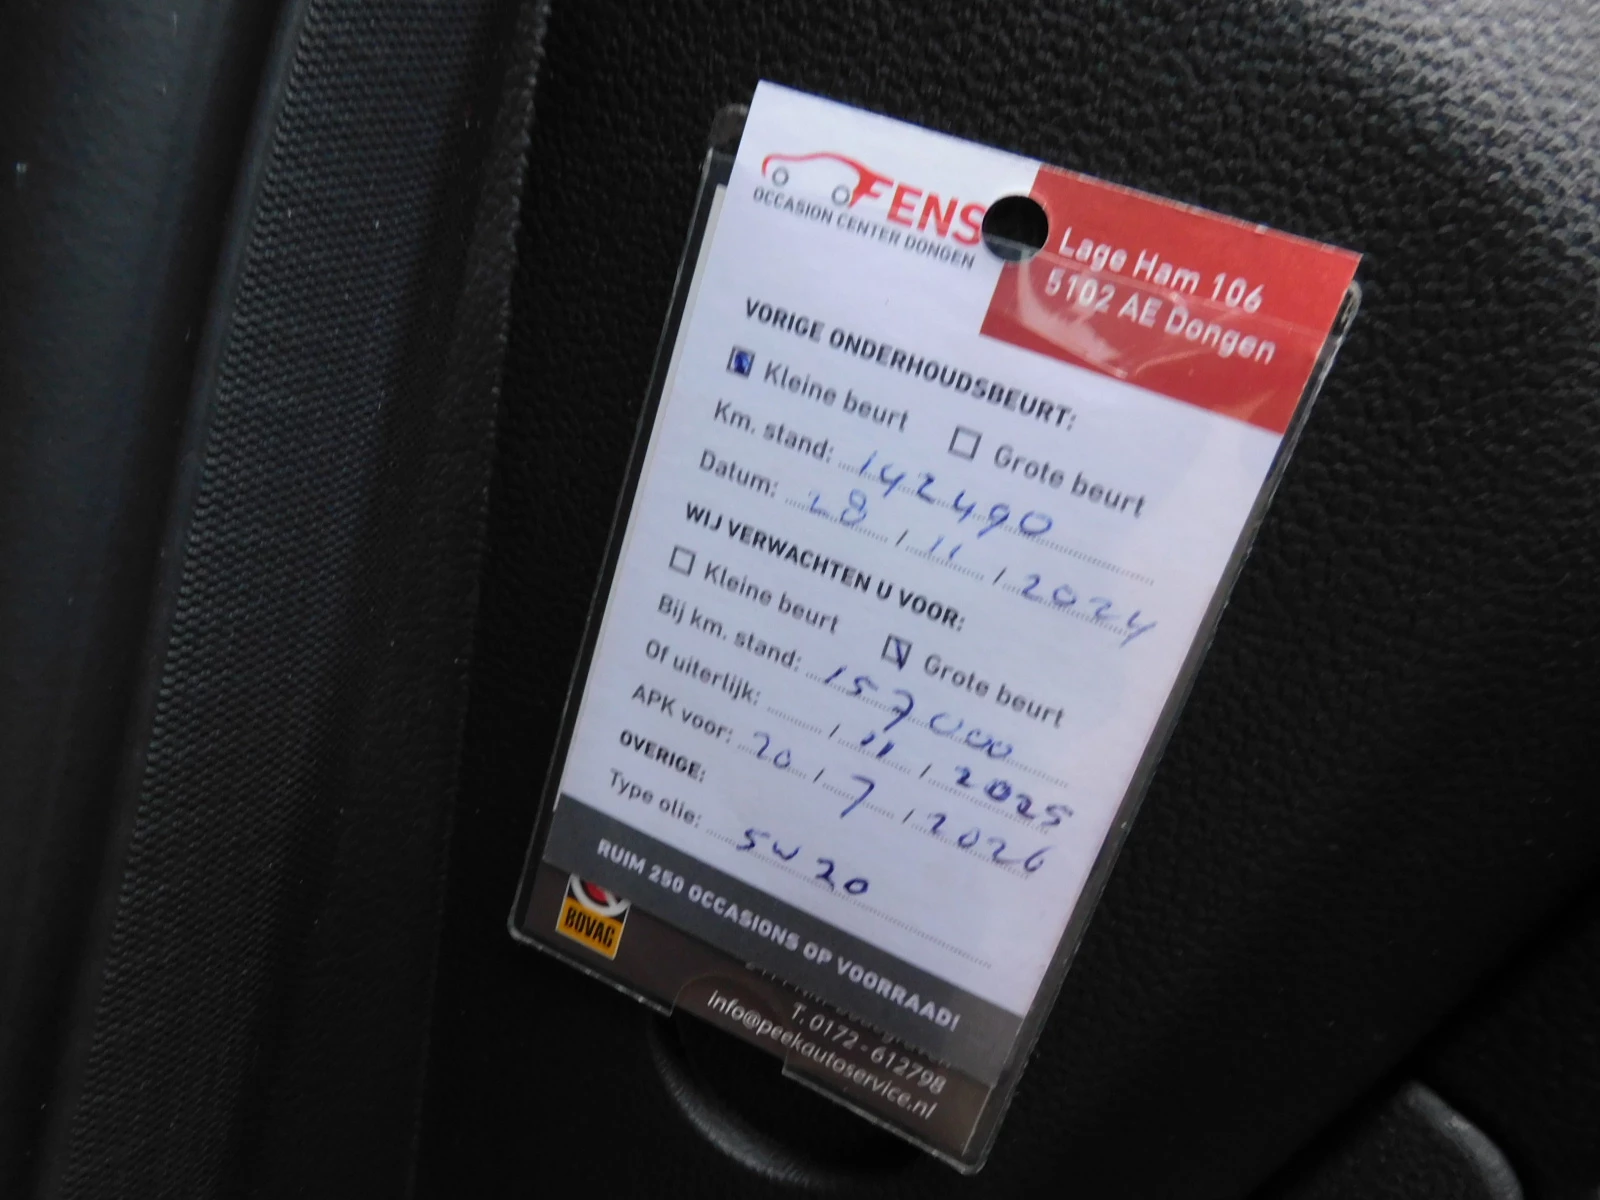 FENS
OCCASION CENTER DONGEN
Lage Ham 106
5102 AE Dongen
VORIGE ONDERHOUDSBEURT:
Kleine beurt Grote beurt
Km. stand: 142490
Datum: 28 / 11 / 2024
WIJ VERWACHTEN U VOOR:
Kleine beurt Grote beurt
Bij km. stand: 157000
Of uiterlijk: / 11 / 2025
APK voor: 20 / 7 / 2026
OVERIGE:
Type olie: 5W20
RUIM 250 OCCASIONS OP VOORRAAD!
BOVAG
T. 0172 - 612798
info@peekautoservice.nl